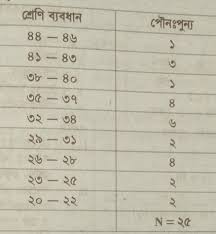 শ্রেণি ব্যবধান পৌনঃপুন্য
৪৪ – ৪৬ ১
৪১ – ৪৩ ৩
৩৮ – ৪০ ১
৩৫ – ৩৭ ৪
৩২ – ৩৪ ৬
২৯ – ৩১ ২
২৬ – ২৮ ৪
২৩ – ২৫ ২
২০ – ২২ ২
N = ২৫